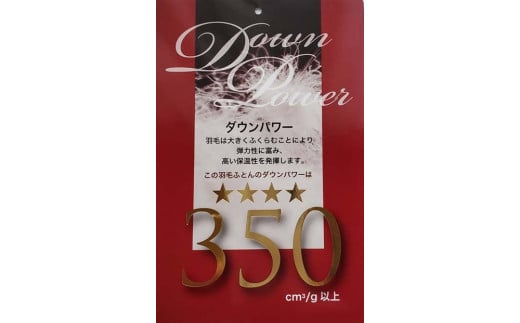 Down
Power
ダウンパワー
羽毛は大きくふくらむことにより
弾力性に富み、
高い保温性を発揮します。
この羽毛ふとんのダウンパワーは
★★★★
350
cm³/g 以上